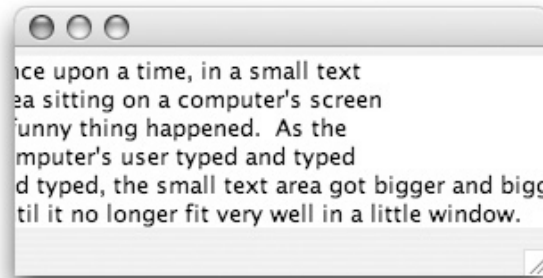 nce upon a time, in a small text
ea sitting on a computer's screen
funny thing happened.  As the
mputer's user typed and typed
d typed, the small text area got bigger and bigg
til it no longer fit very well in a little window.